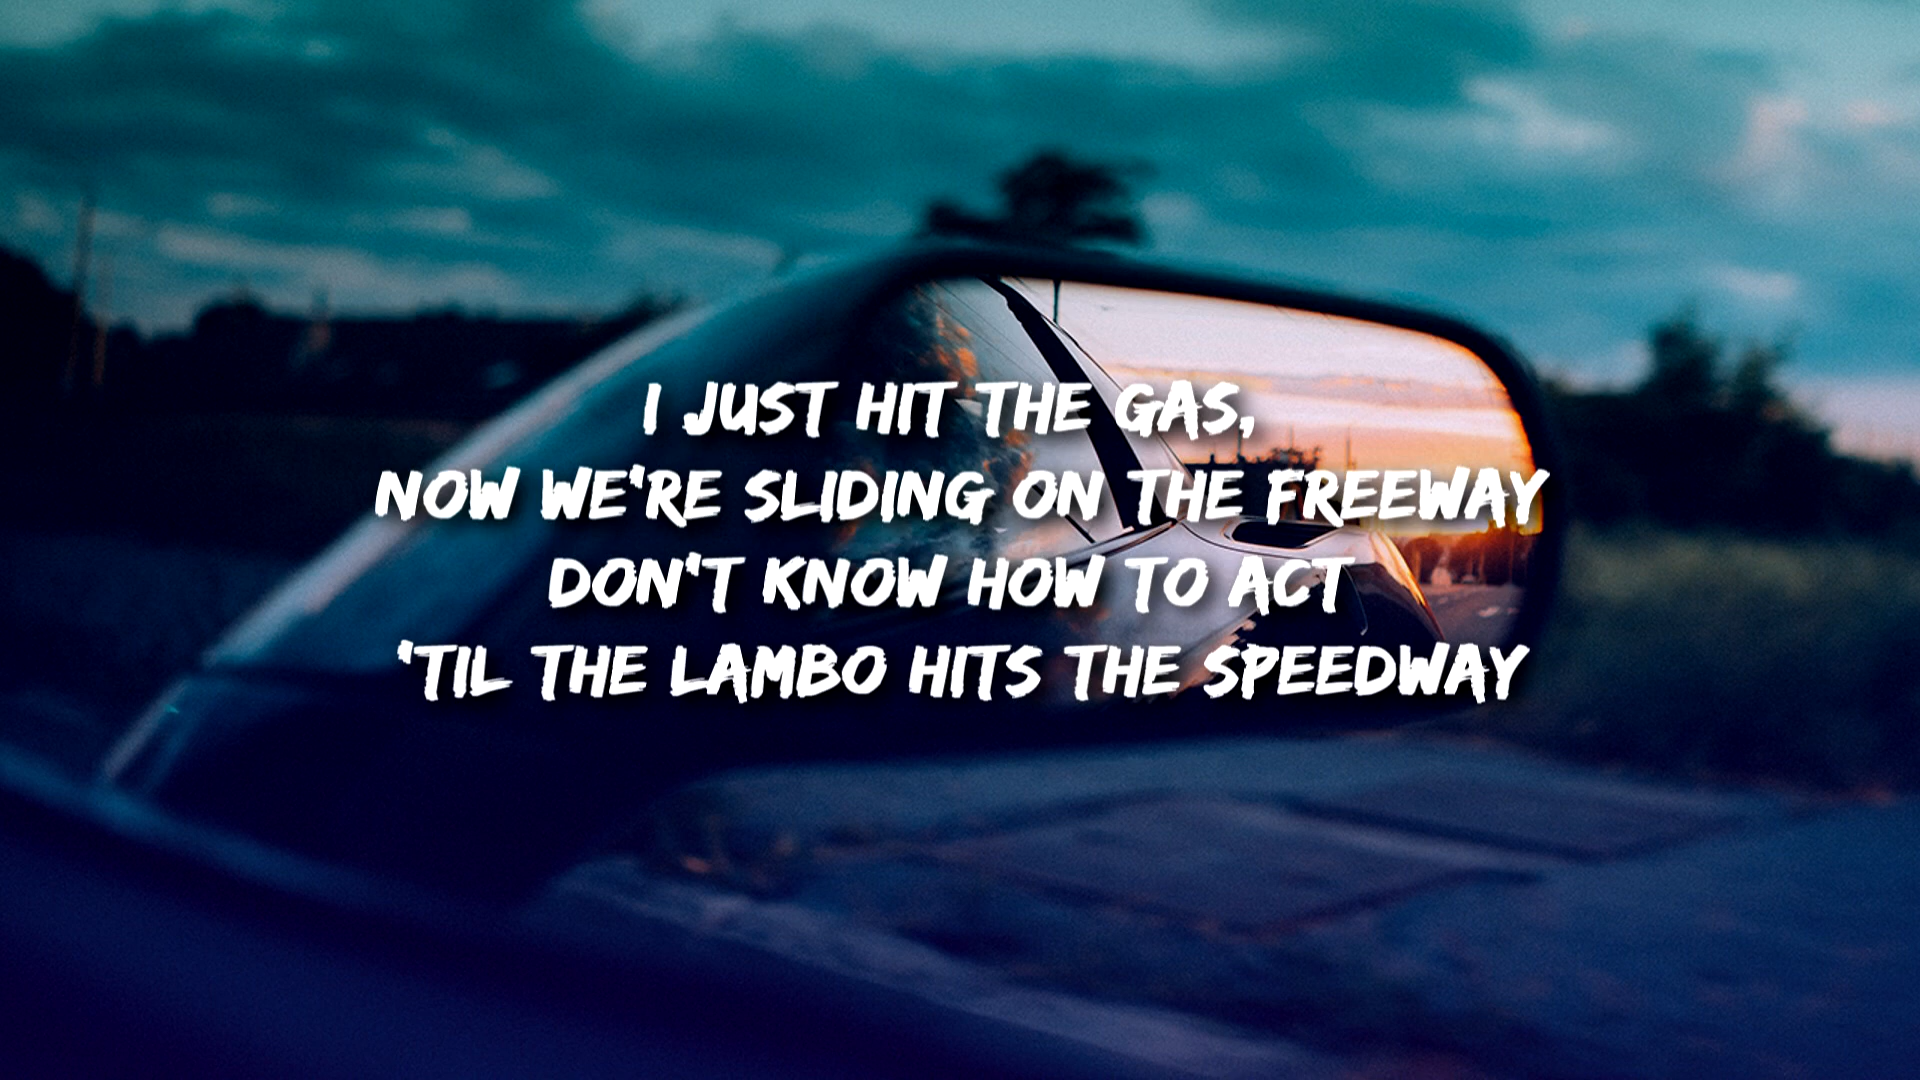 I JUST HIT THE GAS,
NOW WE'RE SLIDING ON THE FREEWAY
DON'T KNOW HOW TO ACT
'TIL THE LAMBO HITS THE SPEEDWAY